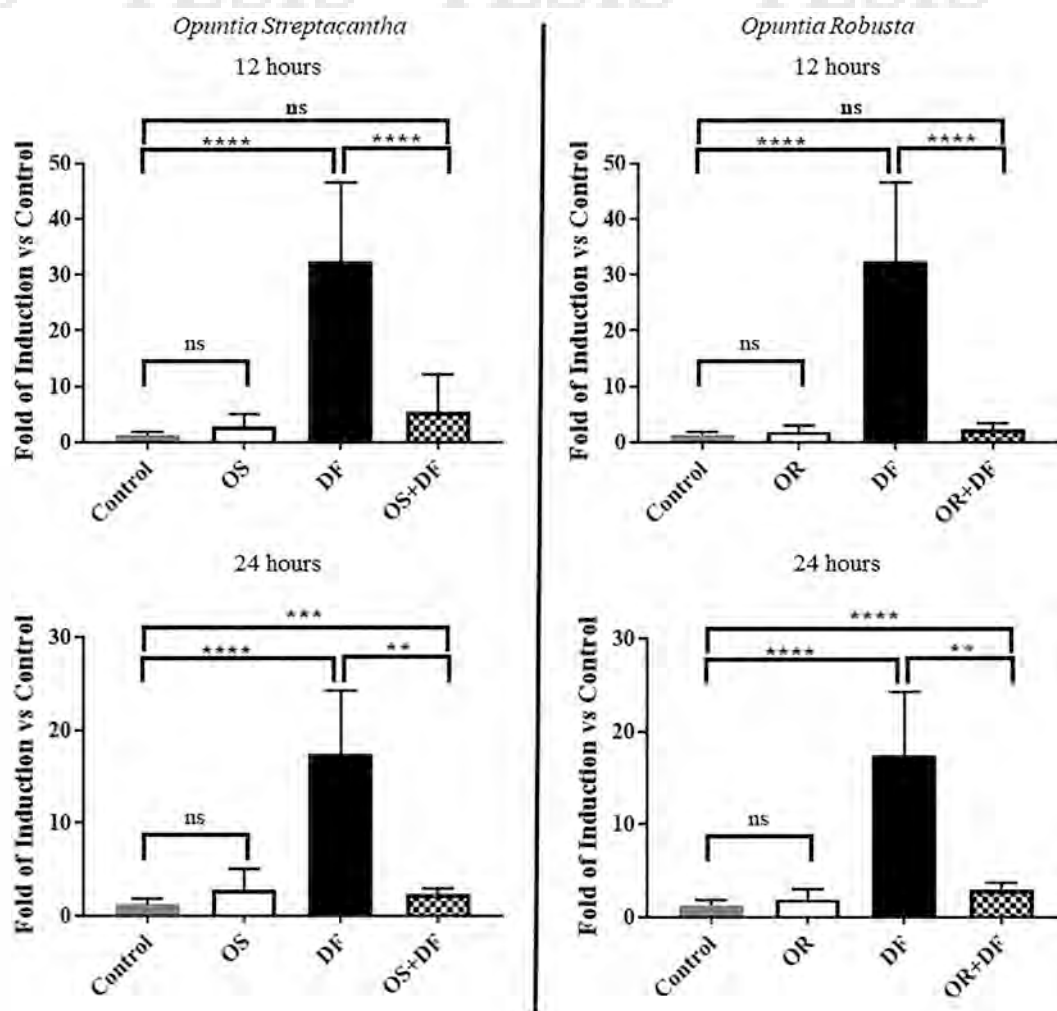 Opuntia Streptacantha
12 hours
ns
****
****
Fold of Induction vs Control
50
40
30
20
10
0
ns
Control
OS
DF
OS+DF
24 hours
***
****
**
Fold of Induction vs Control
30
20
10
0
ns
Control
OS
DF
OS+DF
Opuntia Robusta
12 hours
ns
****
****
Fold of Induction vs Control
50
40
30
20
10
0
ns
Control
OR
DF
OR+DF
24 hours
****
****
**
Fold of Induction vs Control
30
20
10
0
ns
Control
OR
DF
OR+DF